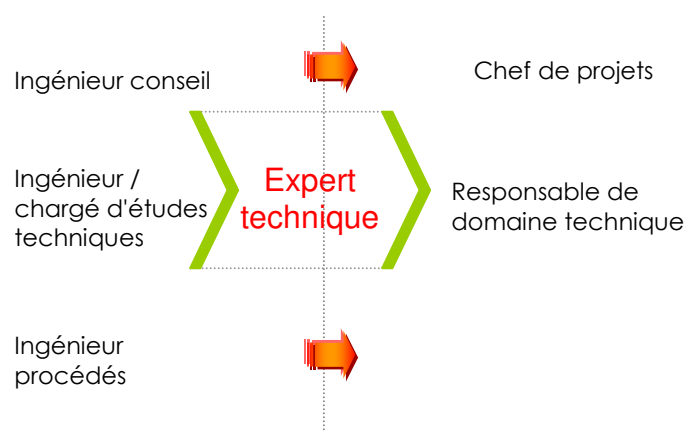 Ingénieur conseil
Chef de projets
Ingénieur /
chargé d'études
techniques
Expert
technique
Responsable de
domaine technique
Ingénieur
procédés